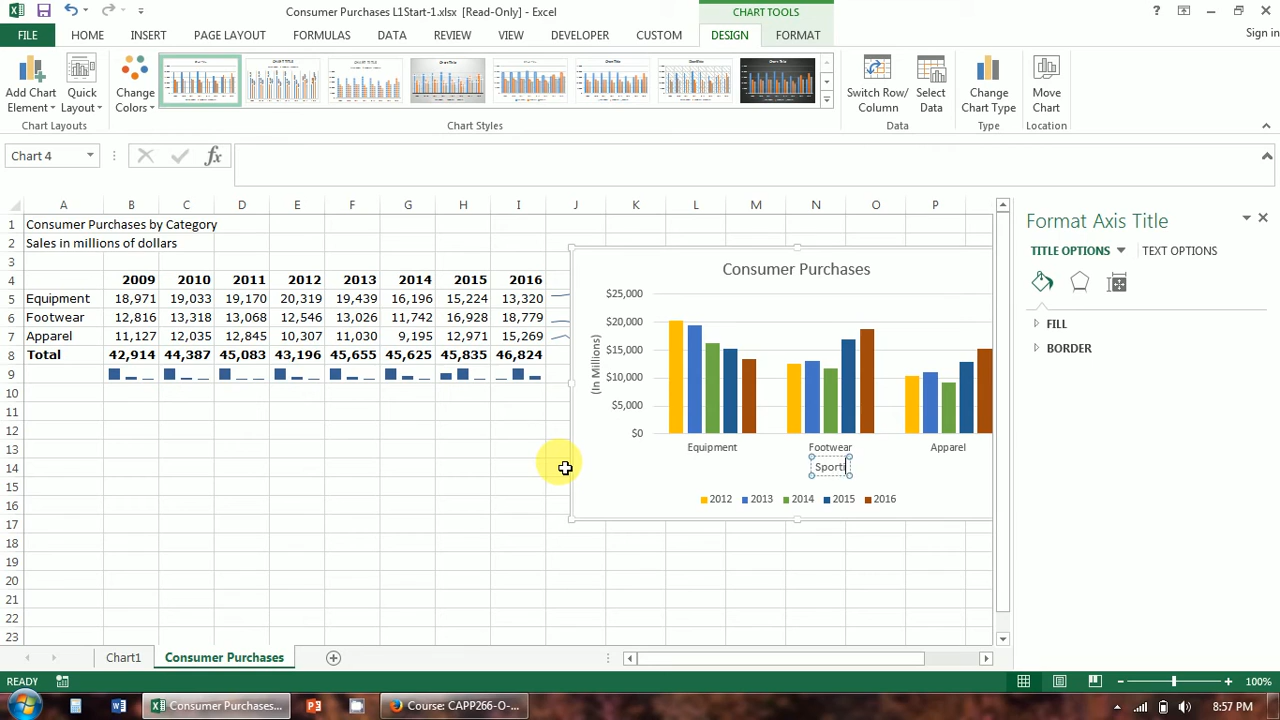 Consumer Purchases L1Start-1.xlsx [Read-Only] - Excel
CHART TOOLS
FILE HOME INSERT PAGE LAYOUT FORMULAS DATA REVIEW VIEW DEVELOPER CUSTOM DESIGN FORMAT Sign in
Add Chart Element Quick Layout Change Colors Switch Row/ Column Select Data Change Chart Type Move Chart
Chart Layouts Chart Styles Data Type Location
Chart 4
A B C D E F G H I J K L M N O P
1 Consumer Purchases by Category
2 Sales in millions of dollars
3
4 2009 2010 2011 2012 2013 2014 2015 2016
5 Equipment 18,971 19,033 19,170 20,319 19,439 16,196 15,224 13,320
6 Footwear 12,816 13,318 13,068 12,546 13,026 11,742 16,928 18,779
7 Apparel 11,127 12,035 12,845 10,307 11,030 9,195 12,971 15,269
8 Total 42,914 44,387 45,083 43,196 45,655 45,625 45,835 46,824
9
10
11
12
13
14
15
16
17
18
19
20
21
22
23
Consumer Purchases
$25,000
$20,000
$15,000
$10,000
$5,000
$0
(In Millions)
Equipment Footwear Apparel
Sporti
2012 2013 2014 2015 2016
Format Axis Title
TITLE OPTIONS TEXT OPTIONS
FILL
BORDER
Chart1 Consumer Purchases
READY 100%
Consumer Purchases... Course: CAPP266-O-... 8:57 PM